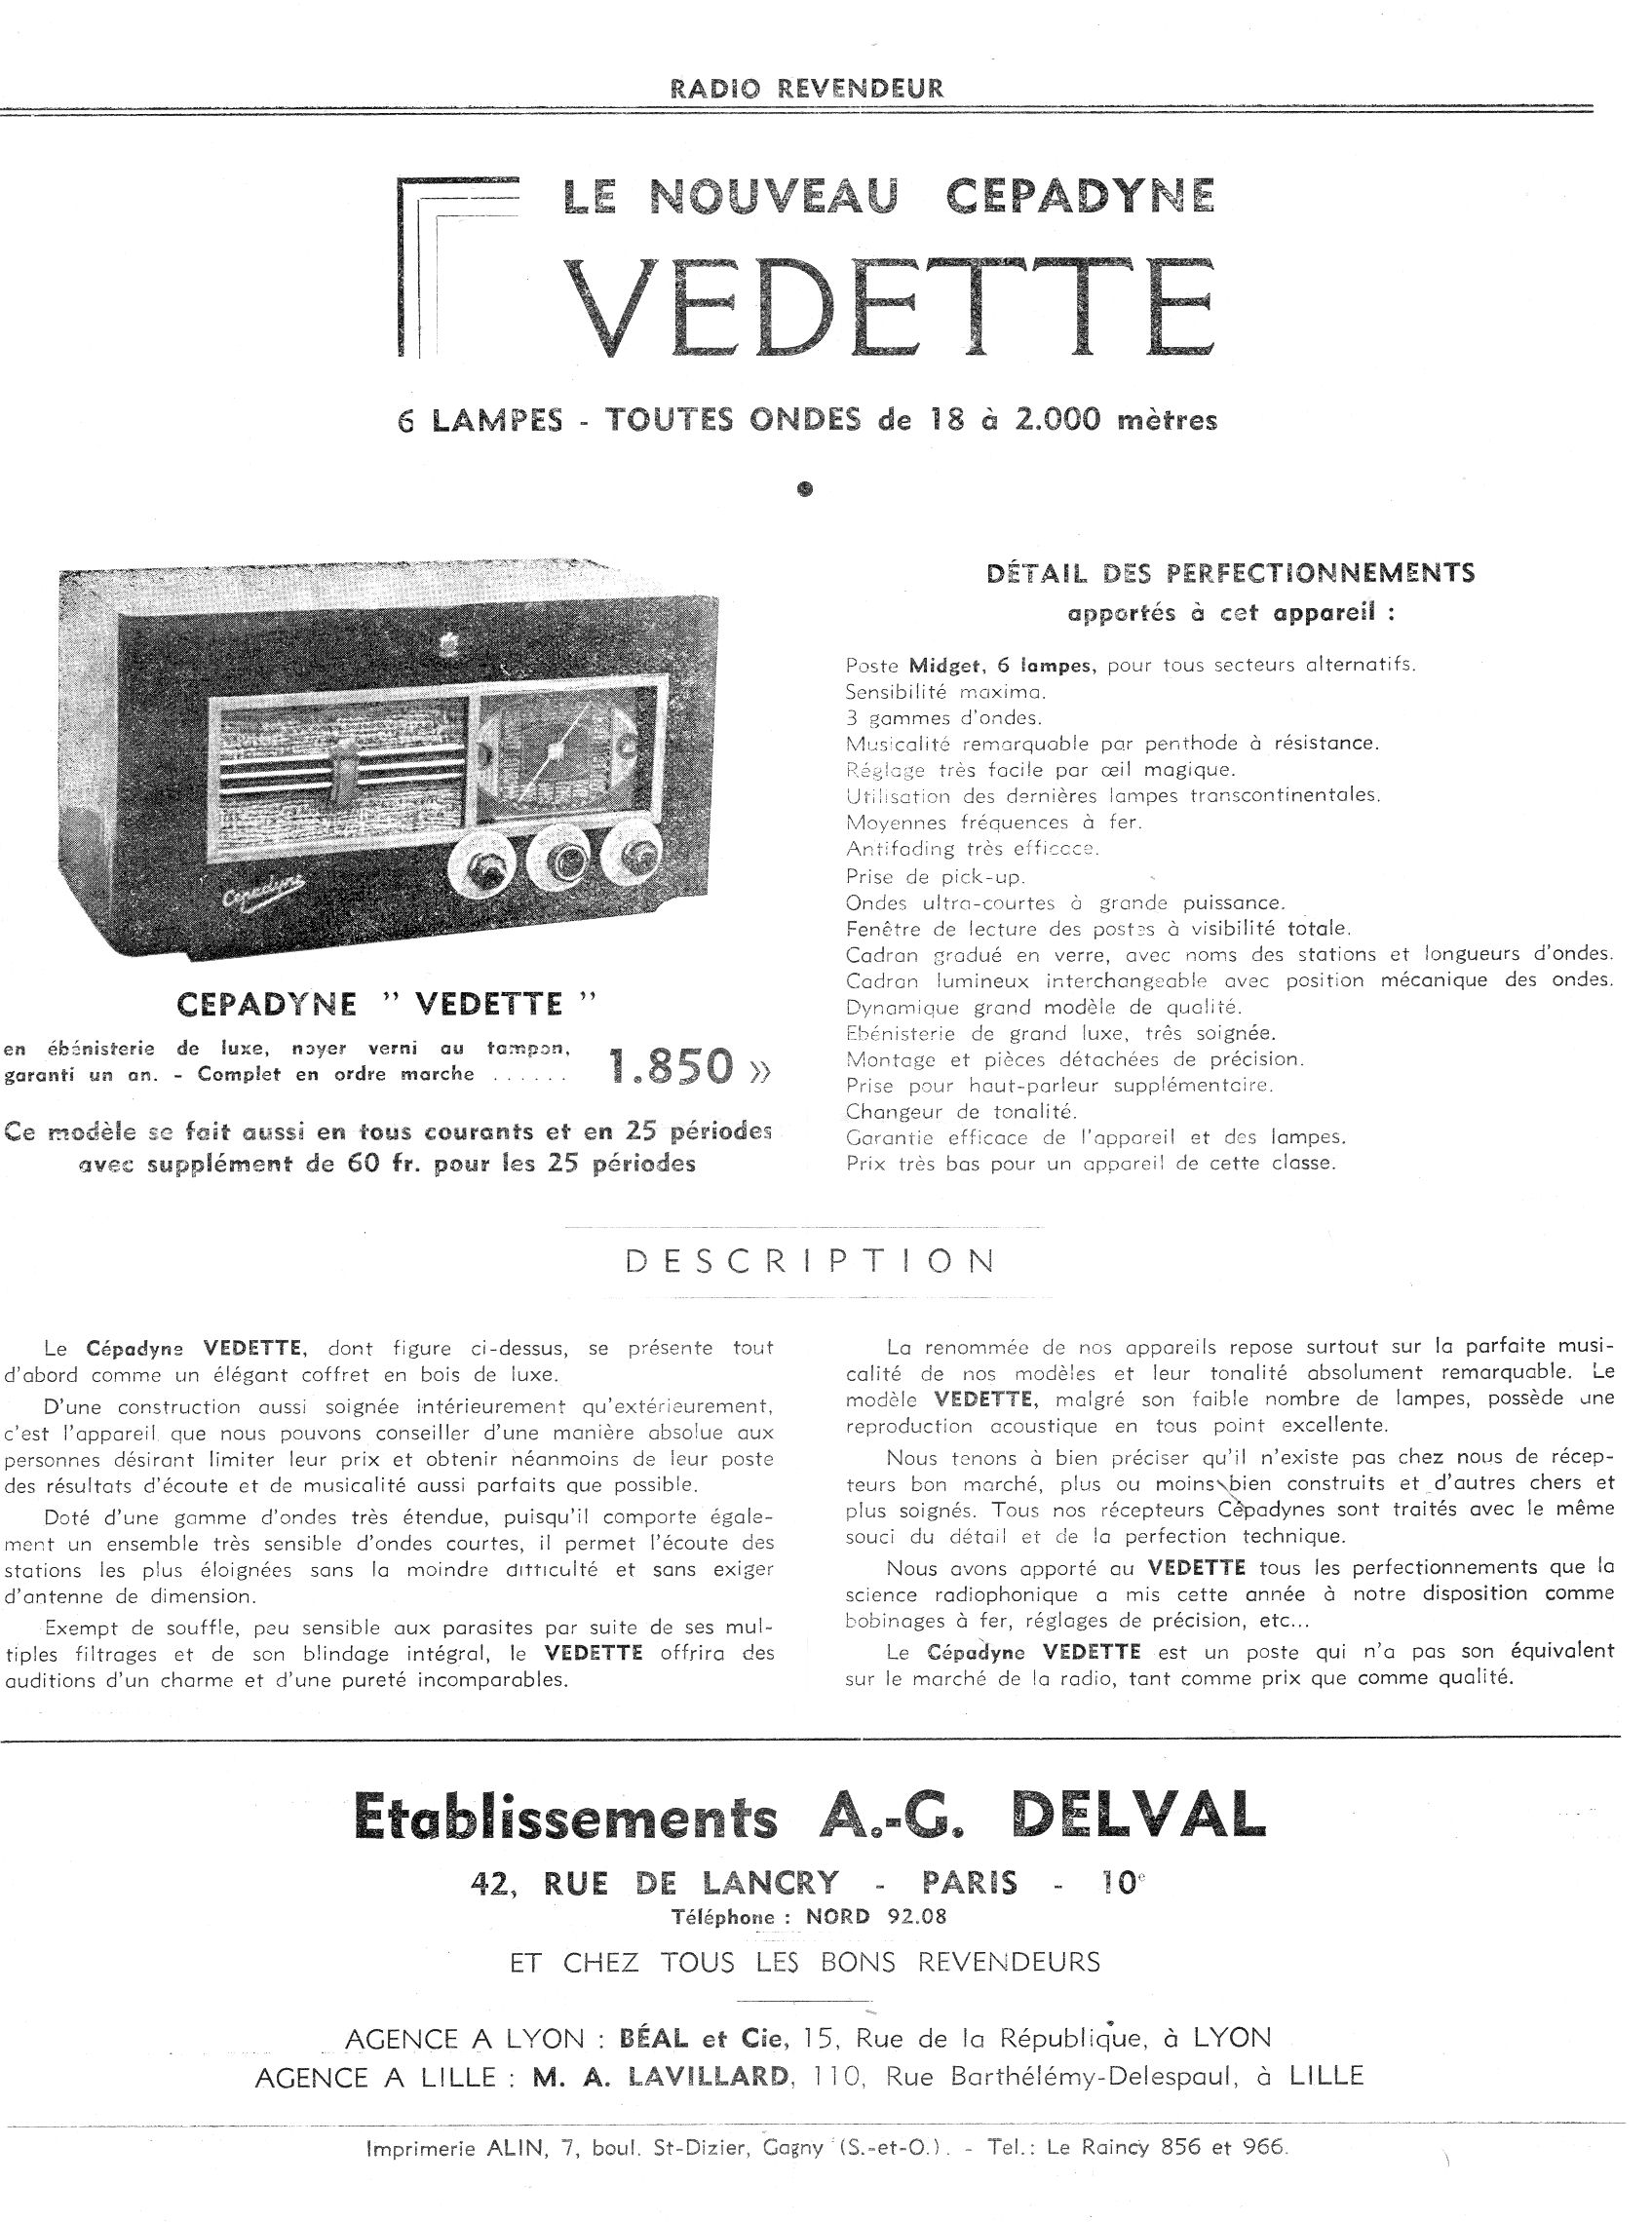 RADIO REVENDEUR
LE NOUVEAU CEPADYNE
VEDETTE
6 LAMPES - TOUTES ONDES de 18 à 2.000 mètres
Cepadyne
CEPADYNE " VEDETTE "
en ébénisterie de luxe, noyer verni au tampon,
garanti un an. - Complet en ordre marche ...... 1.850 »
Ce modèle se fait aussi en tous courants et en 25 périodes
avec supplément de 60 fr. pour les 25 périodes
DÉTAIL DES PERFECTIONNEMENTS
apportés à cet appareil :
Poste Midget, 6 lampes, pour tous secteurs alternatifs.
Sensibilité maxima.
3 gammes d'ondes.
Musicalité remarquable par penthode à résistance.
Réglage très facile par œil magique.
Utilisation des dernières lampes transcontinentales.
Moyennes fréquences à fer.
Antifading très efficace.
Prise de pick-up.
Ondes ultra-courtes à grande puissance.
Fenêtre de lecture des postes à visibilité totale.
Cadran gradué en verre, avec noms des stations et longueurs d'ondes.
Cadran lumineux interchangeable avec position mécanique des ondes.
Dynamique grand modèle de qualité.
Ebénisterie de grand luxe, três soignée.
Montage et pièces détachées de précision.
Prise pour haut-parleur supplémentaire.
Changeur de tonalité.
Garantie efficace de l'appareil et des lampes.
Prix très bas pour un appareil de cette classe.
DESCRIPTION
Le Cépadyne VEDETTE, dont figure ci-dessus, se présente tout
d'abord comme un élégant coffret en bois de luxe.
D'une construction aussi soignée intérieurement qu'extérieurement,
c'est l'appareil que nous pouvons conseiller d'une manière absolue aux
personnes désirant limiter leur prix et obtenir néanmoins de leur poste
des résultats d'écoute et de musicalité aussi parfaits que possible.
Doté d'une gamme d'ondes très étendue, puisqu'il comporte égale-
ment un ensemble très sensible d'ondes courtes, il permet l'écoute des
stations les plus éloignées sans la moindre difficulté et sans exiger
d'antenne de dimension.
Exempt de souffle, peu sensible aux parasites par suite de ses mul-
tiples filtrages et de son blindage intégral, le VEDETTE offrira des
auditions d'un charme et d'une pureté incomparables.
La renommée de nos appareils repose surtout sur la parfaite musi-
calité de nos modèles et leur tonalité absolument remarquable. Le
modèle VEDETTE, malgré son faible nombre de lampes, possède une
reproduction acoustique en tous point excellente.
Nous tenons à bien préciser qu'il n'existe pas chez nous de récep-
teurs bon marché, plus ou moins bien construits et d'autres chers et
plus soignés. Tous nos récepteurs Cépadynes sont traités avec le même
souci du détail et de la perfection technique.
Nous avons apporté au VEDETTE tous les perfectionnements que la
science radiophonique a mis cette année à notre disposition comme
bobinages à fer, réglages de précision, etc...
Le Cépadyne VEDETTE est un poste qui n'a pas son équivalent
sur le marché de la radio, tant comme prix que comme qualité.
Etablissements A.-G. DELVAL
42, RUE DE LANCRY - PARIS - 10e
Téléphone : NORD 92.08
ET CHEZ TOUS LES BONS REVENDEURS
AGENCE A LYON : BÉAL et Cie, 15, Rue de la République, à LYON
AGENCE A LILLE : M. A. LAVILLARD, 110, Rue Barthélémy-Delespaul, à LILLE
Imprimerie ALIN, 7, boul. St-Dizier, Gagny (S.-et-O.). - Tel.: Le Raincy 856 et 966.